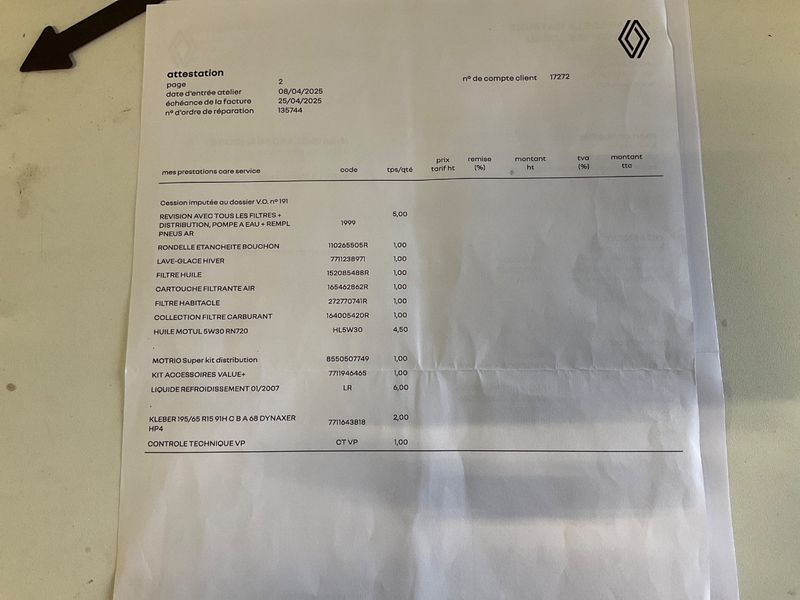 attestation
page 2
date d'entrée atelier 08/04/2025
échéance de la facture 25/04/2025
n° d'ordre de réparation 135744
n° de compte client 17272
mes prestations care service code tps/qté prix tarif ht remise (%) montant ht tva (%) montant ttc
Cession imputée au dossier V.O. n° 191
REVISION AVEC TOUS LES FILTRES + 5,00
DISTRIBUTION, POMPE A EAU + REMPL 1999
PNEUS AR
RONDELLE ETANCHEITE BOUCHON 110265505R 1,00
LAVE-GLACE HIVER 7711238971 1,00
FILTRE HUILE 152085488R 1,00
CARTOUCHE FILTRANTE AIR 165462862R 1,00
FILTRE HABITACLE 272770741R 1,00
COLLECTION FILTRE CARBURANT 164005420R 1,00
HUILE MOTUL 5W30 RN720 HL5W30 4,50
.
MOTRIO Super kit distribution 8550507749 1,00
KIT ACCESSOIRES VALUE+ 7711946465 1,00
LIQUIDE REFROIDISSEMENT 01/2007 LR 6,00
.
KLEBER 195/65 R15 91H C B A 68 DYNAXER 2,00
HP4 7711643818
CONTROLE TECHNIQUE VP CT VP 1,00